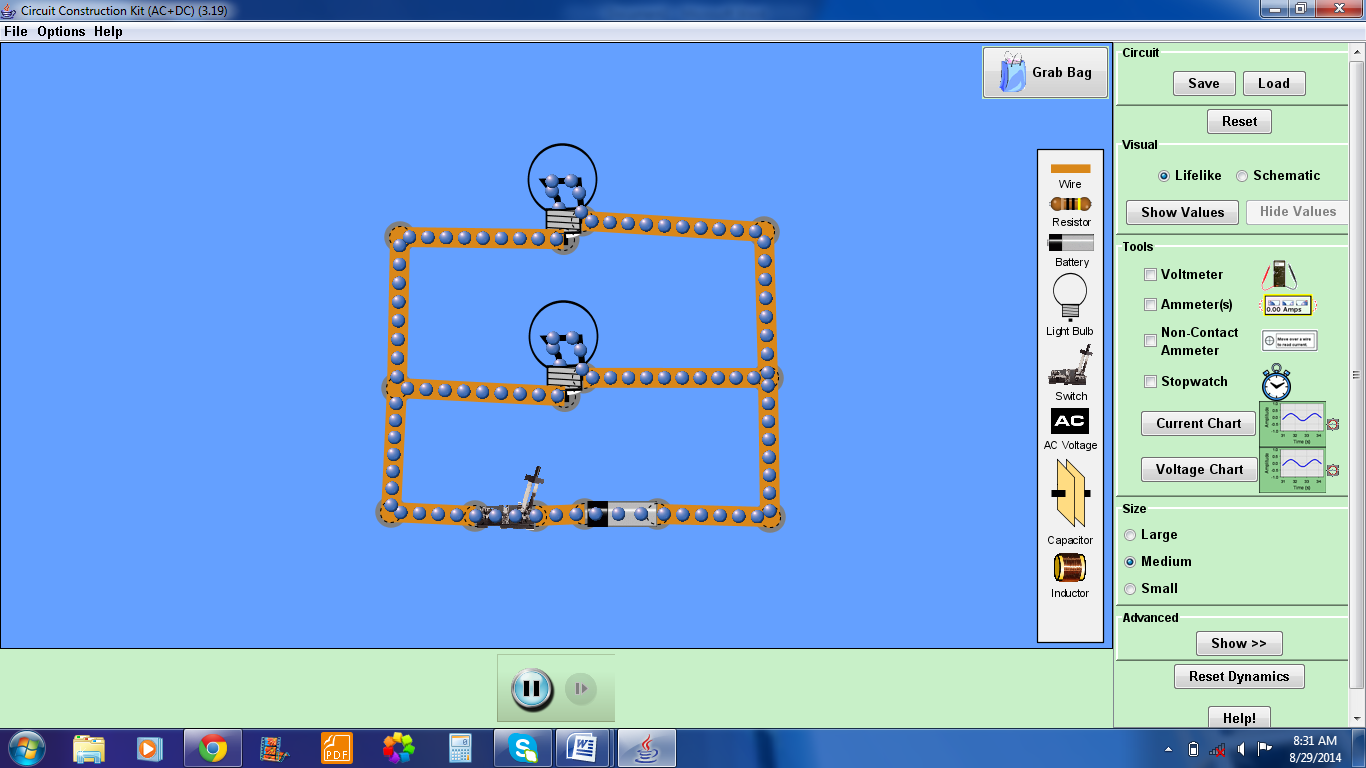 Circuit Construction Kit (AC+DC) (3.19)
File Options Help
Grab Bag
Wire
Resistor
Battery
Light Bulb
Switch
AC
AC Voltage
Capacitor
Inductor
Circuit
Save Load
Reset
Visual
Lifelike Schematic
Show Values Hide Values
Tools
Voltmeter
Ammeter(s)
0.00 Amps
Non-Contact
Ammeter
Move over a wire
to read current.
Stopwatch
Current Chart
Voltage Chart
Size
Large
Medium
Small
Advanced
Show >>
Reset Dynamics
Help!
PDF
8:31 AM
8/29/2014